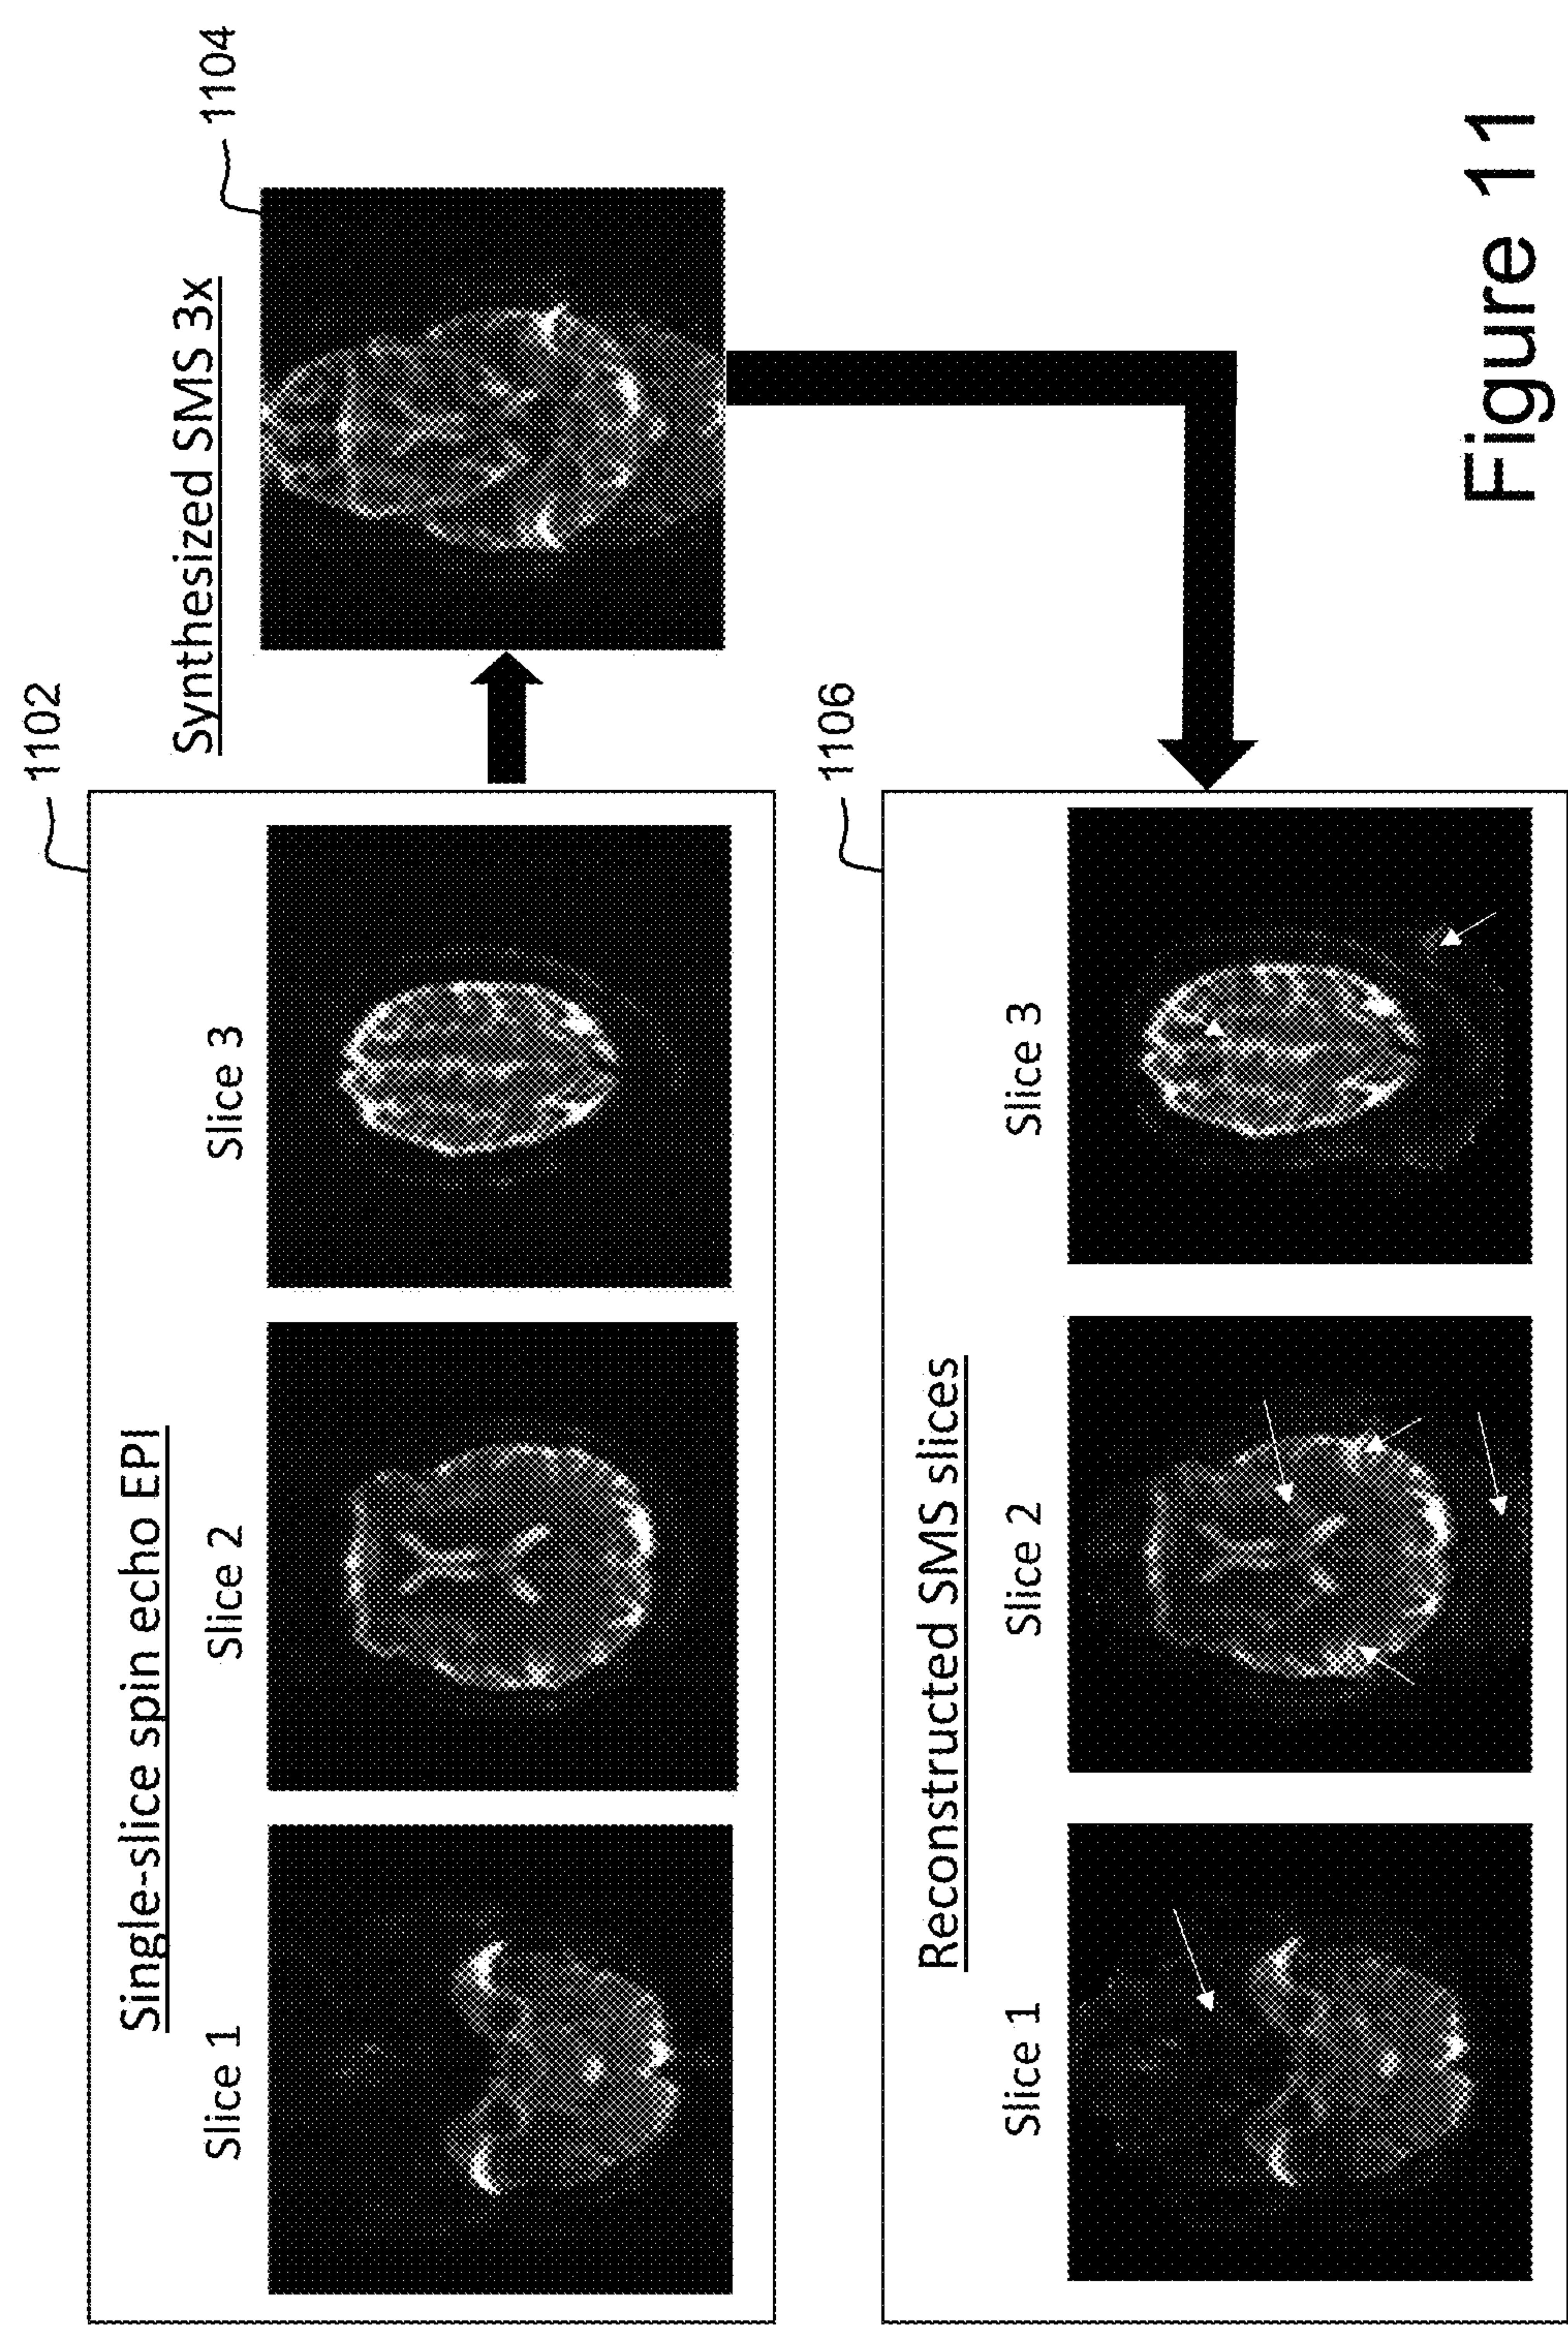 1102
Single-slice spin echo EPI
Slice 1
Slice 2
Slice 3
Synthesized SMS 3x
1104
1106
Reconstructed SMS slices
Slice 1
Slice 2
Slice 3
Figure 11